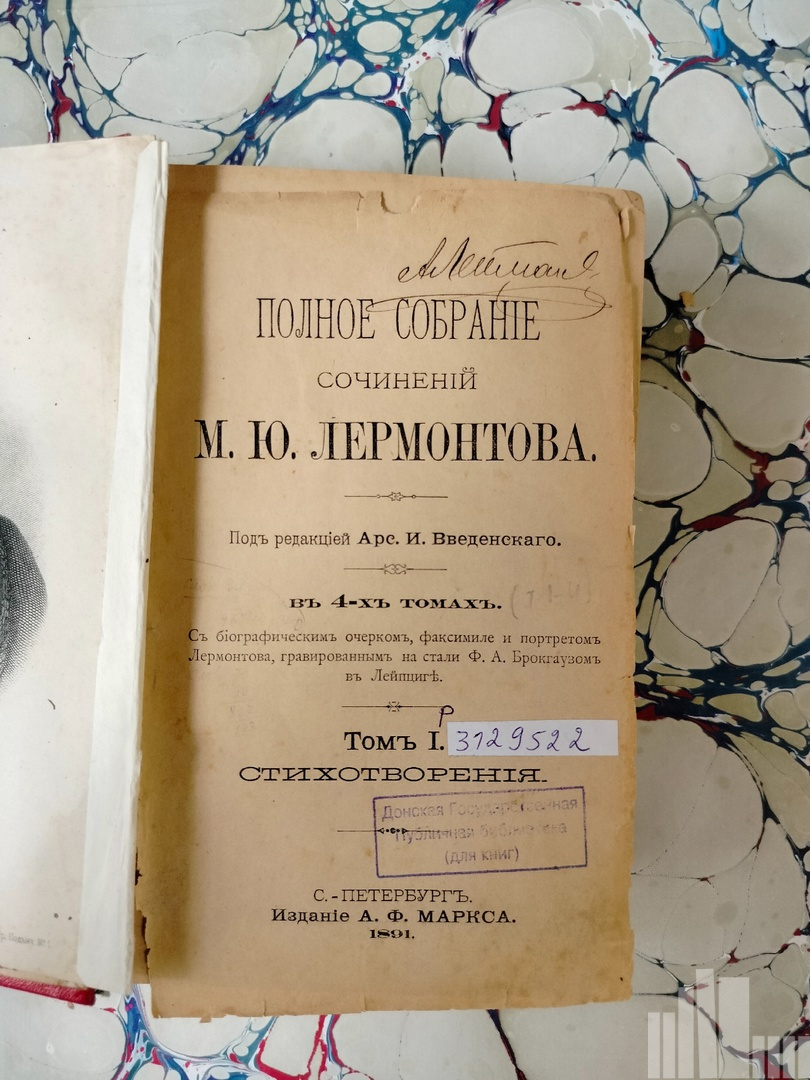 ПОЛНОЕ СОБРАНІЕ
СОЧИНЕНІЙ
М. Ю. ЛЕРМОНТОВА.
Подъ редакціей Арс. И. Введенскаго.
въ 4-хъ томахъ.
Съ біографическимъ очеркомъ, факсимиле и портретомъ
Лермонтова, гравированнымъ на стали Ф. А. Брокгаузомъ
въ Лейпцигѣ.
Р
Томъ I. 3129522
СТИХОТВОРЕНІЯ.
Донская Государственная
Публичная библиотека
(для книг)
С.-ПЕТЕРБУРГЪ.
Изданіе А. Ф. МАРКСА.
1891.